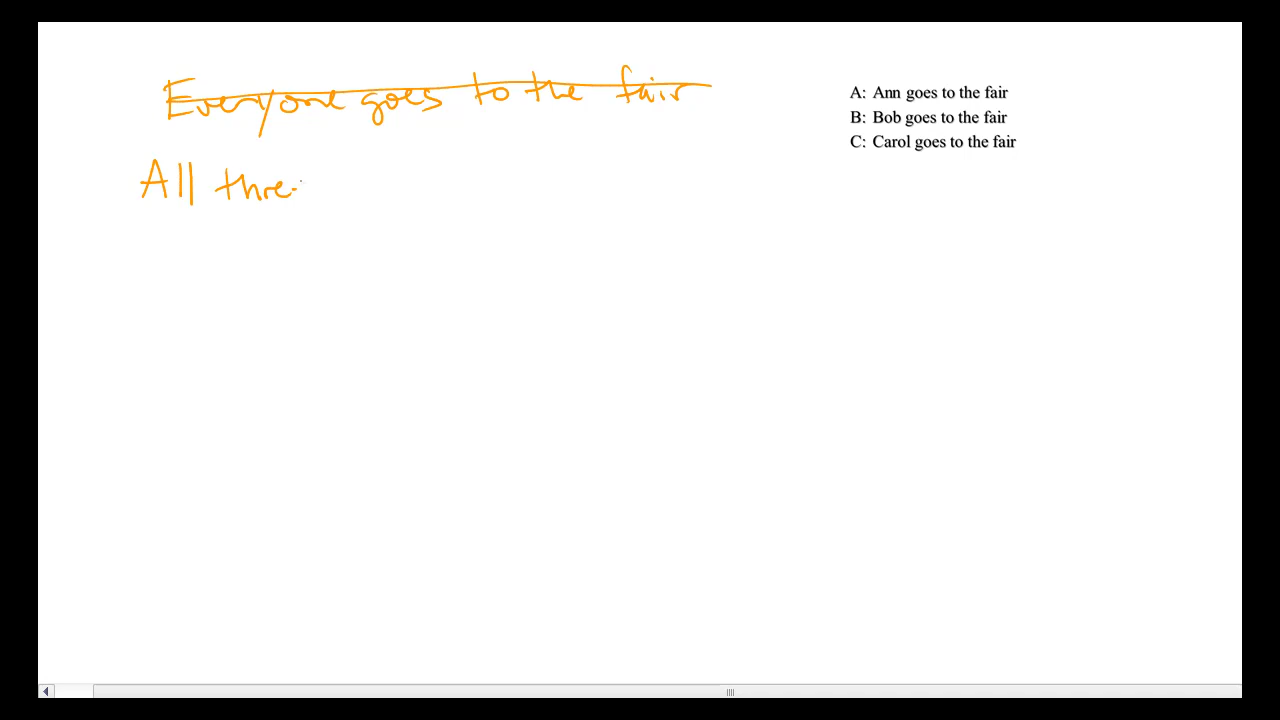 Everyone goes to the fair
All thre
A: Ann goes to the fair
B: Bob goes to the fair
C: Carol goes to the fair